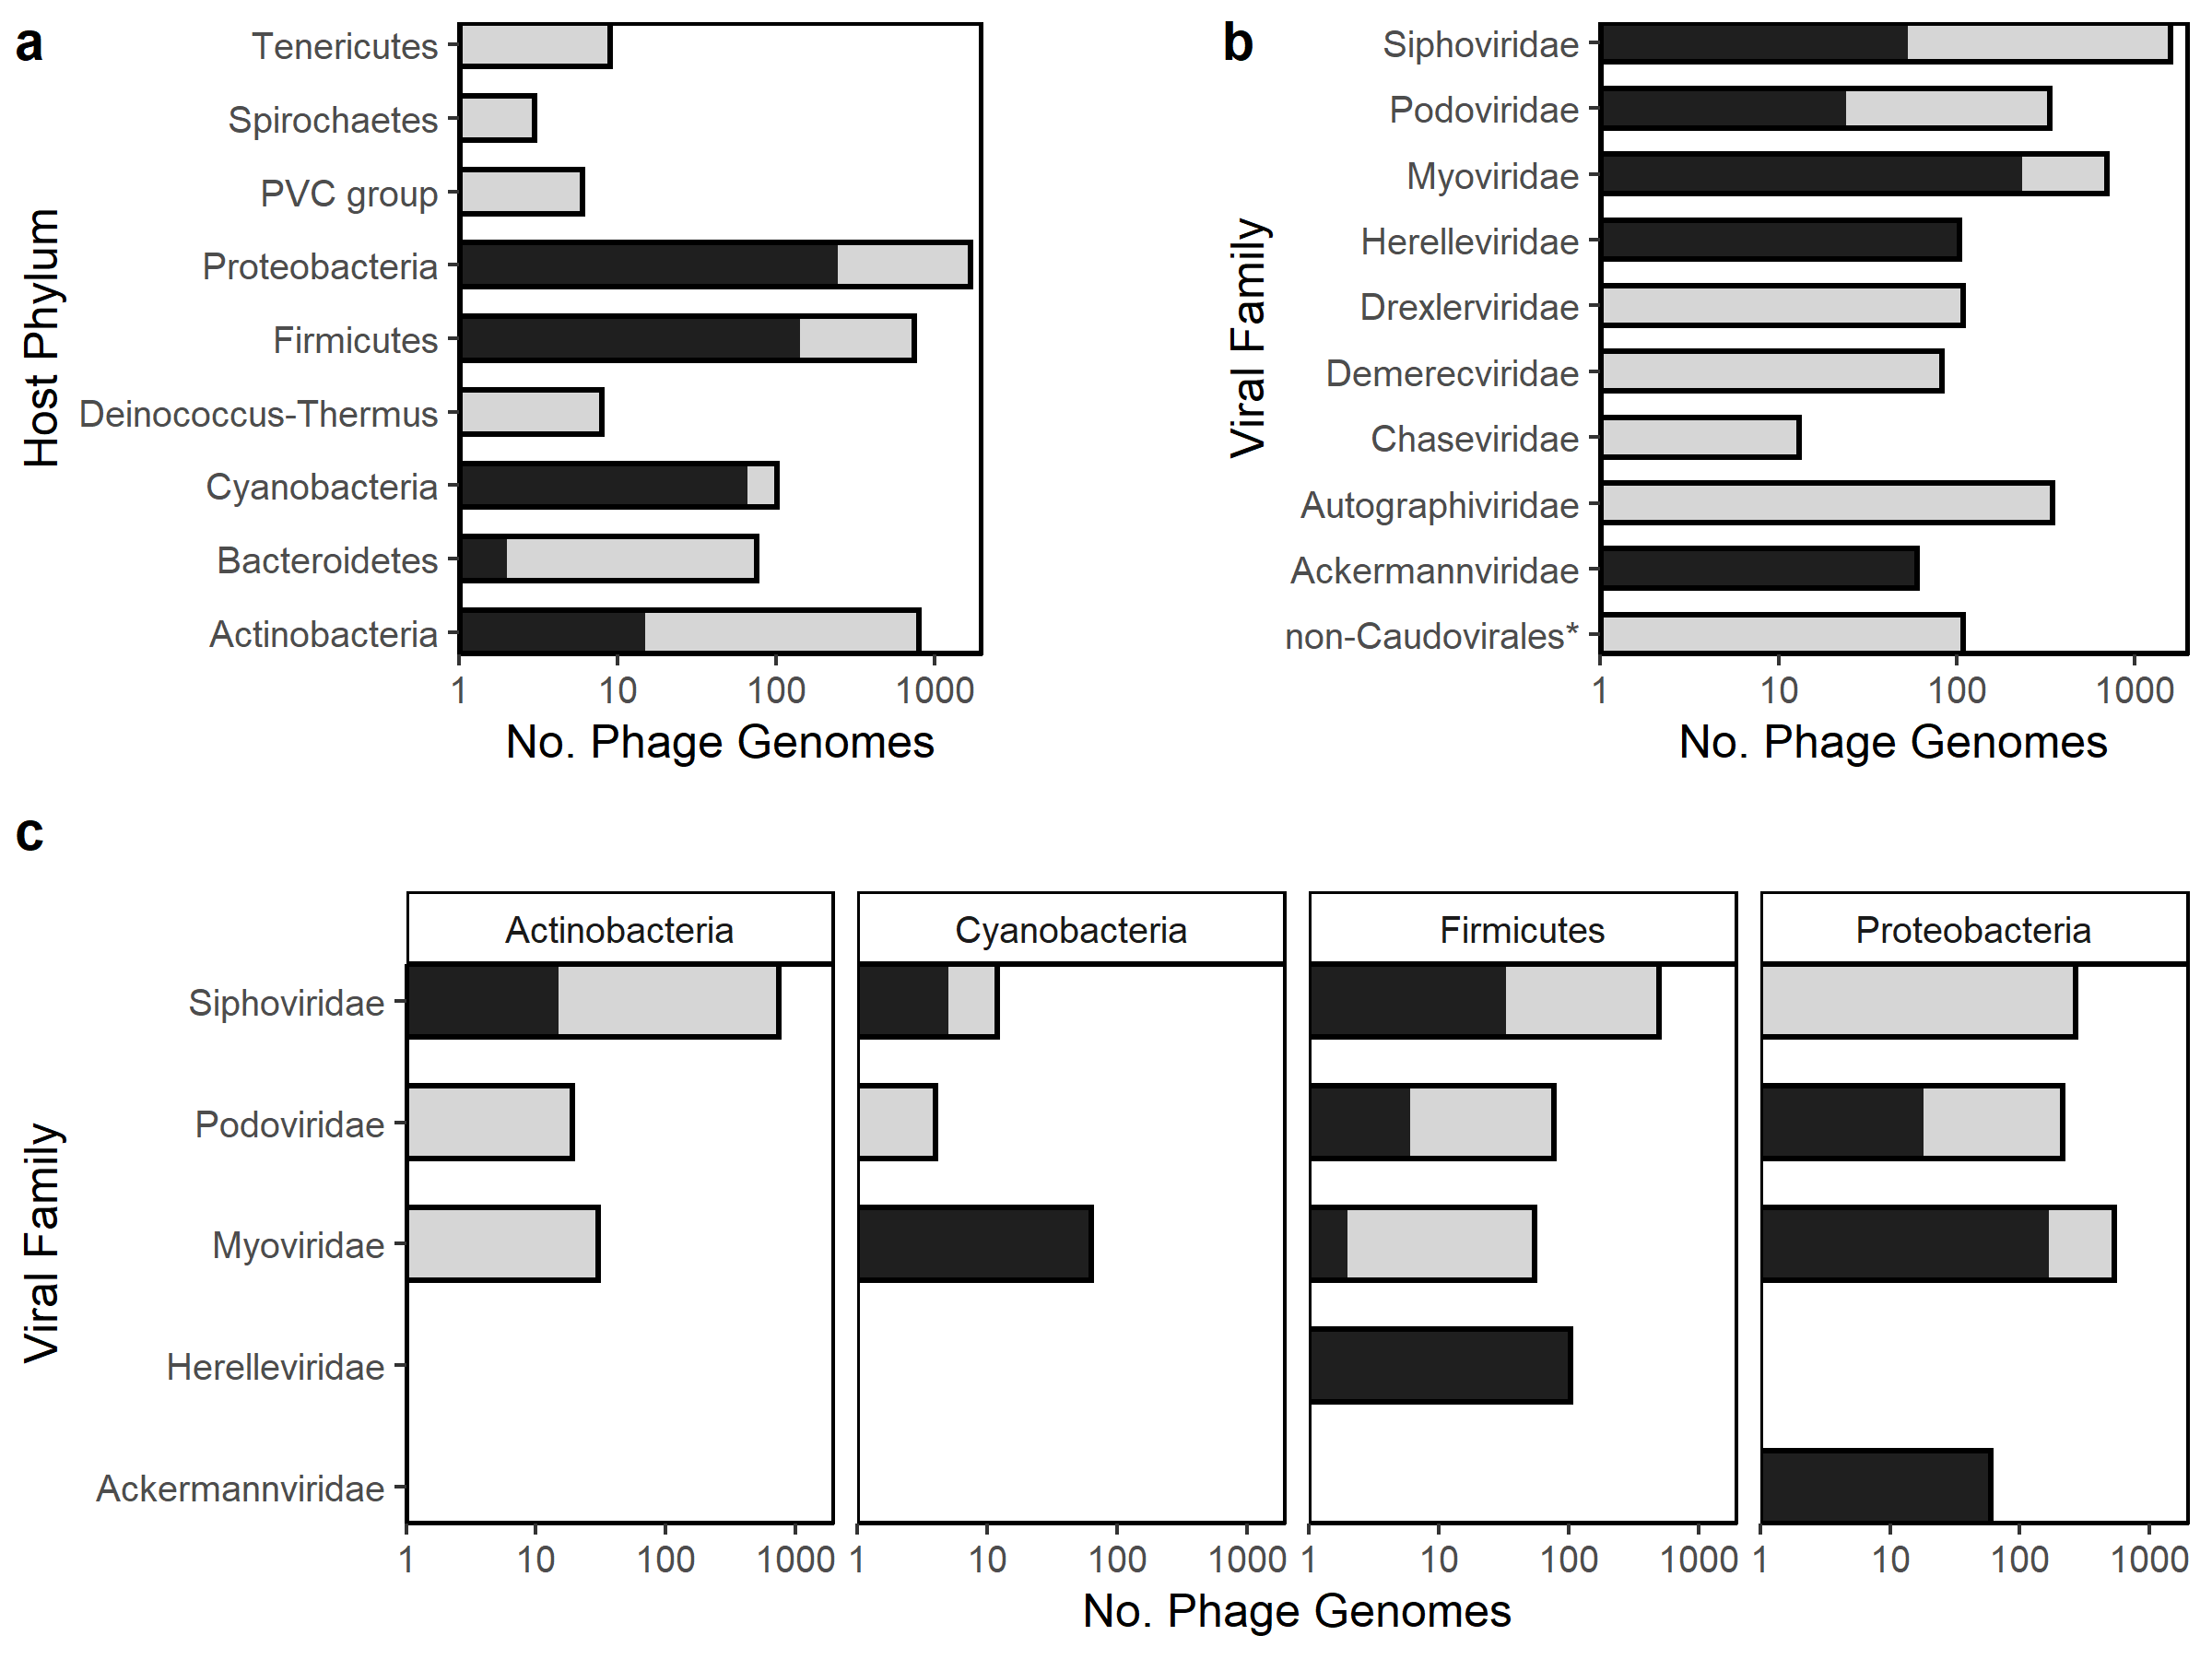 a
Tenericutes
Spirochaetes
PVC group
Proteobacteria
Firmicutes
Deinococcus-Thermus
Cyanobacteria
Bacteroidetes
Actinobacteria
Host Phylum
1 10 100 1000
No. Phage Genomes
b
Siphoviridae
Podoviridae
Myoviridae
Herelleviridae
Drexlerviridae
Demerecviridae
Chaseviridae
Autographiviridae
Ackermannviridae
non-Caudovirales*
Viral Family
1 10 100 1000
No. Phage Genomes
c
Actinobacteria Cyanobacteria Firmicutes Proteobacteria
Siphoviridae
Podoviridae
Myoviridae
Herelleviridae
Ackermannviridae
Viral Family
1 10 100 1000 1 10 100 1000 1 10 100 1000 1 10 100 1000
No. Phage Genomes